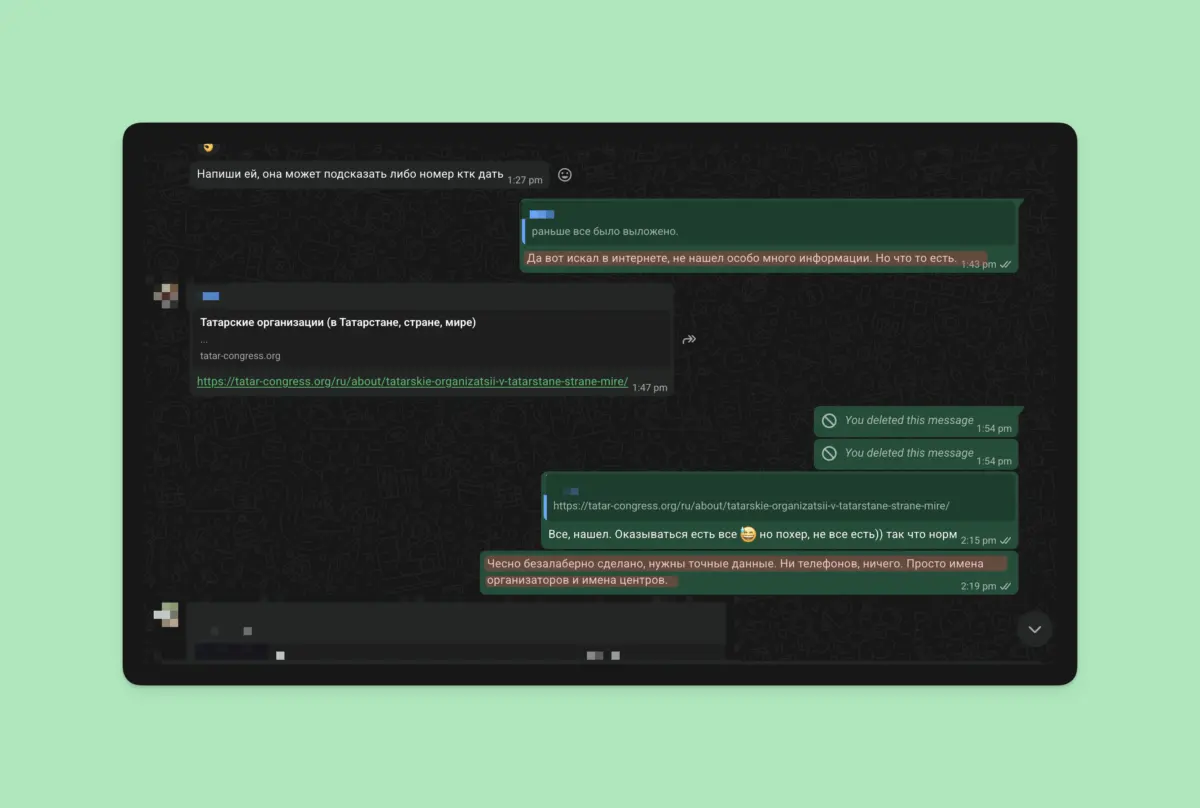 Напиши ей, она может подсказать либо номер ктк дать
1:27 pm
раньше все было выложено.
Да вот искал в интернете, не нашел особо много информации. Но что то есть.
1:43 pm
Татарские организации (в Татарстане, стране, мире)
...
tatar-congress.org
https://tatar-congress.org/ru/about/tatarskie-organizatsii-v-tatarstane-strane-mire/
1:47 pm
You deleted this message
1:54 pm
You deleted this message
1:54 pm
https://tatar-congress.org/ru/about/tatarskie-organizatsii-v-tatarstane-strane-mire/
Все, нашел. Оказываться есть все 😅 но похер, не все есть)) так что норм
2:15 pm
Чесно безалаберно сделано, нужны точные данные. Ни телефонов, ничего. Просто имена
организаторов и имена центров.
2:19 pm